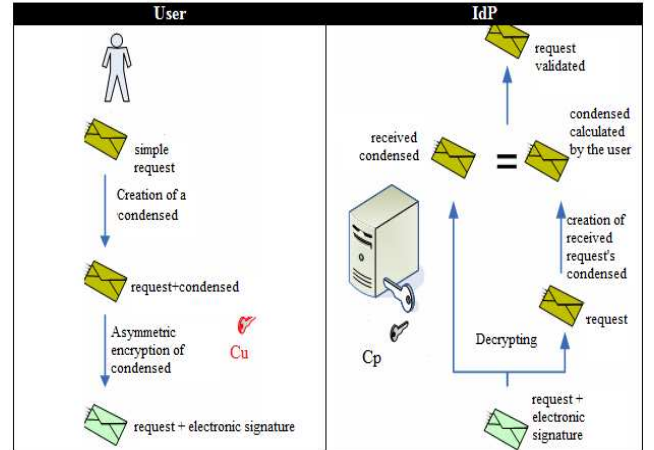 User
simple
request
Creation of a
condensed
request+condensed
Asymmetric
encryption of
condensed
Cu
request + electronic signature
IdP
request
validated
received
condensed
condensed
calculated
by the user
creation of
received
request's
condensed
request
Cp
Decrypting
request +
electronic
signature